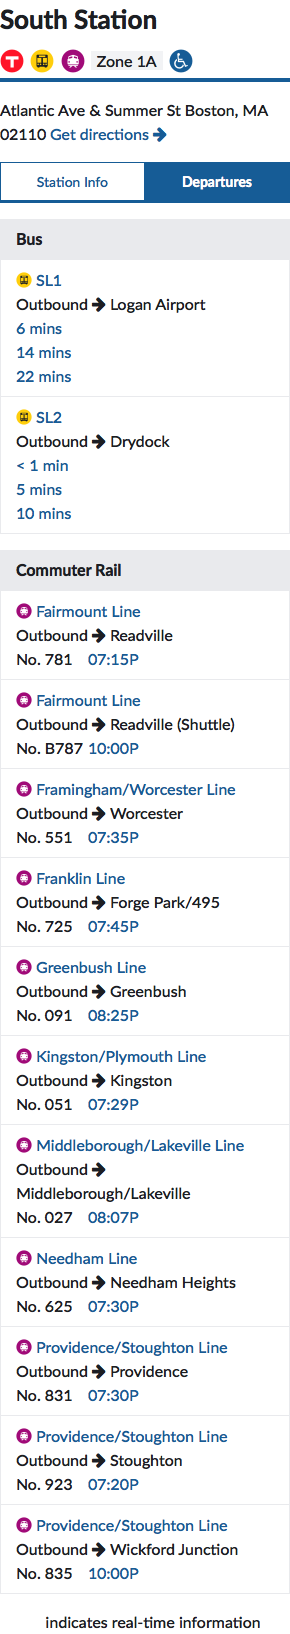 South Station
T Zone 1A
Atlantic Ave & Summer St Boston, MA
02110 Get directions
Station Info Departures
Bus
SL1
Outbound Logan Airport
6 mins
14 mins
22 mins
SL2
Outbound Drydock
< 1 min
5 mins
10 mins
Commuter Rail
Fairmount Line
Outbound Readville
No. 781 07:15P
Fairmount Line
Outbound Readville (Shuttle)
No. B787 10:00P
Framingham/Worcester Line
Outbound Worcester
No. 551 07:35P
Franklin Line
Outbound Forge Park/495
No. 725 07:45P
Greenbush Line
Outbound Greenbush
No. 091 08:25P
Kingston/Plymouth Line
Outbound Kingston
No. 051 07:29P
Middleborough/Lakeville Line
Outbound
Middleborough/Lakeville
No. 027 08:07P
Needham Line
Outbound Needham Heights
No. 625 07:30P
Providence/Stoughton Line
Outbound Providence
No. 831 07:30P
Providence/Stoughton Line
Outbound Stoughton
No. 923 07:20P
Providence/Stoughton Line
Outbound Wickford Junction
No. 835 10:00P
indicates real-time information